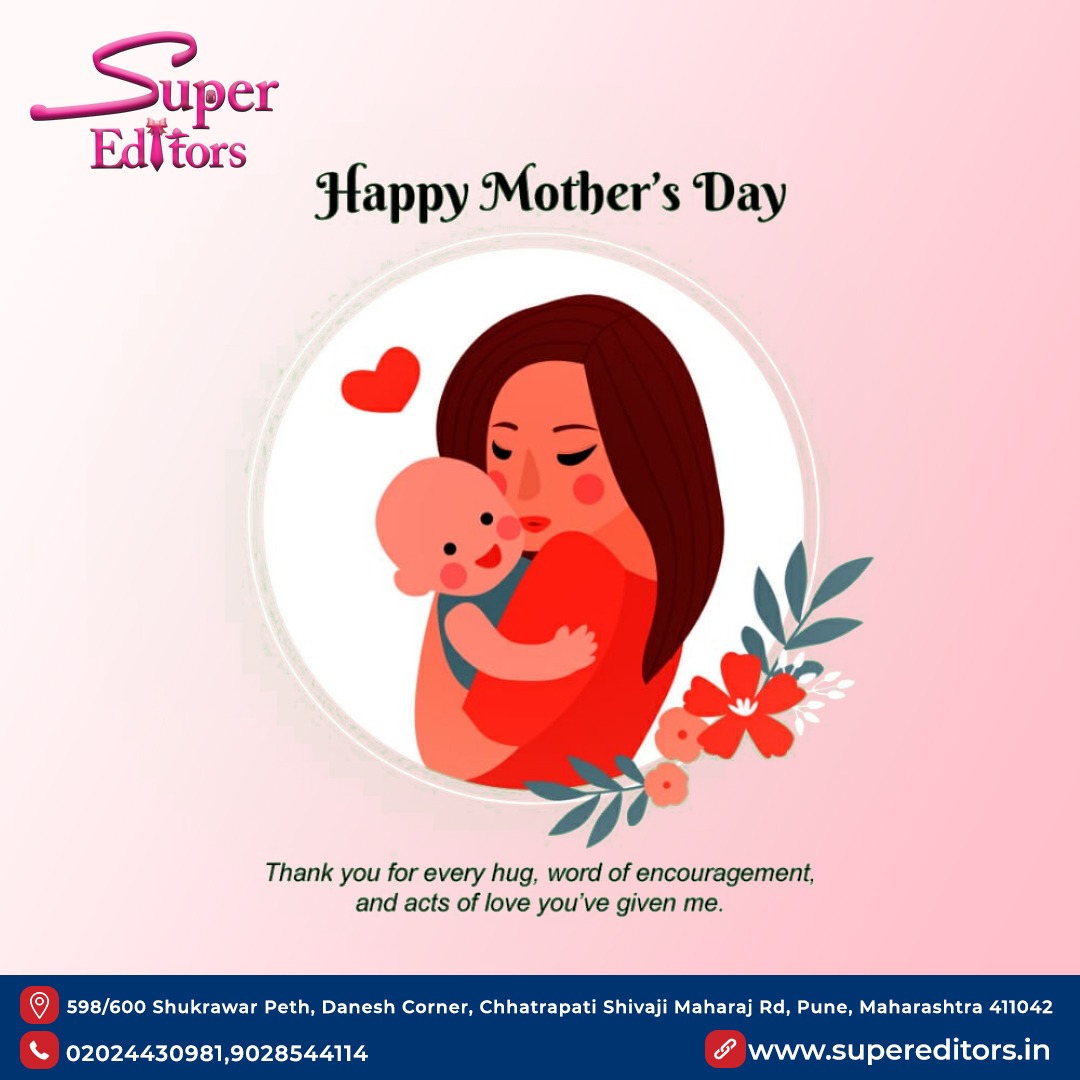 Super
Editors
Happy Mother's Day
Thank you for every hug, word of encouragement,
and acts of love you've given me.
598/600 Shukrawar Peth, Danesh Corner, Chhatrapati Shivaji Maharaj Rd, Pune, Maharashtra 411042
02024430981,9028544114
www.supereditors.in